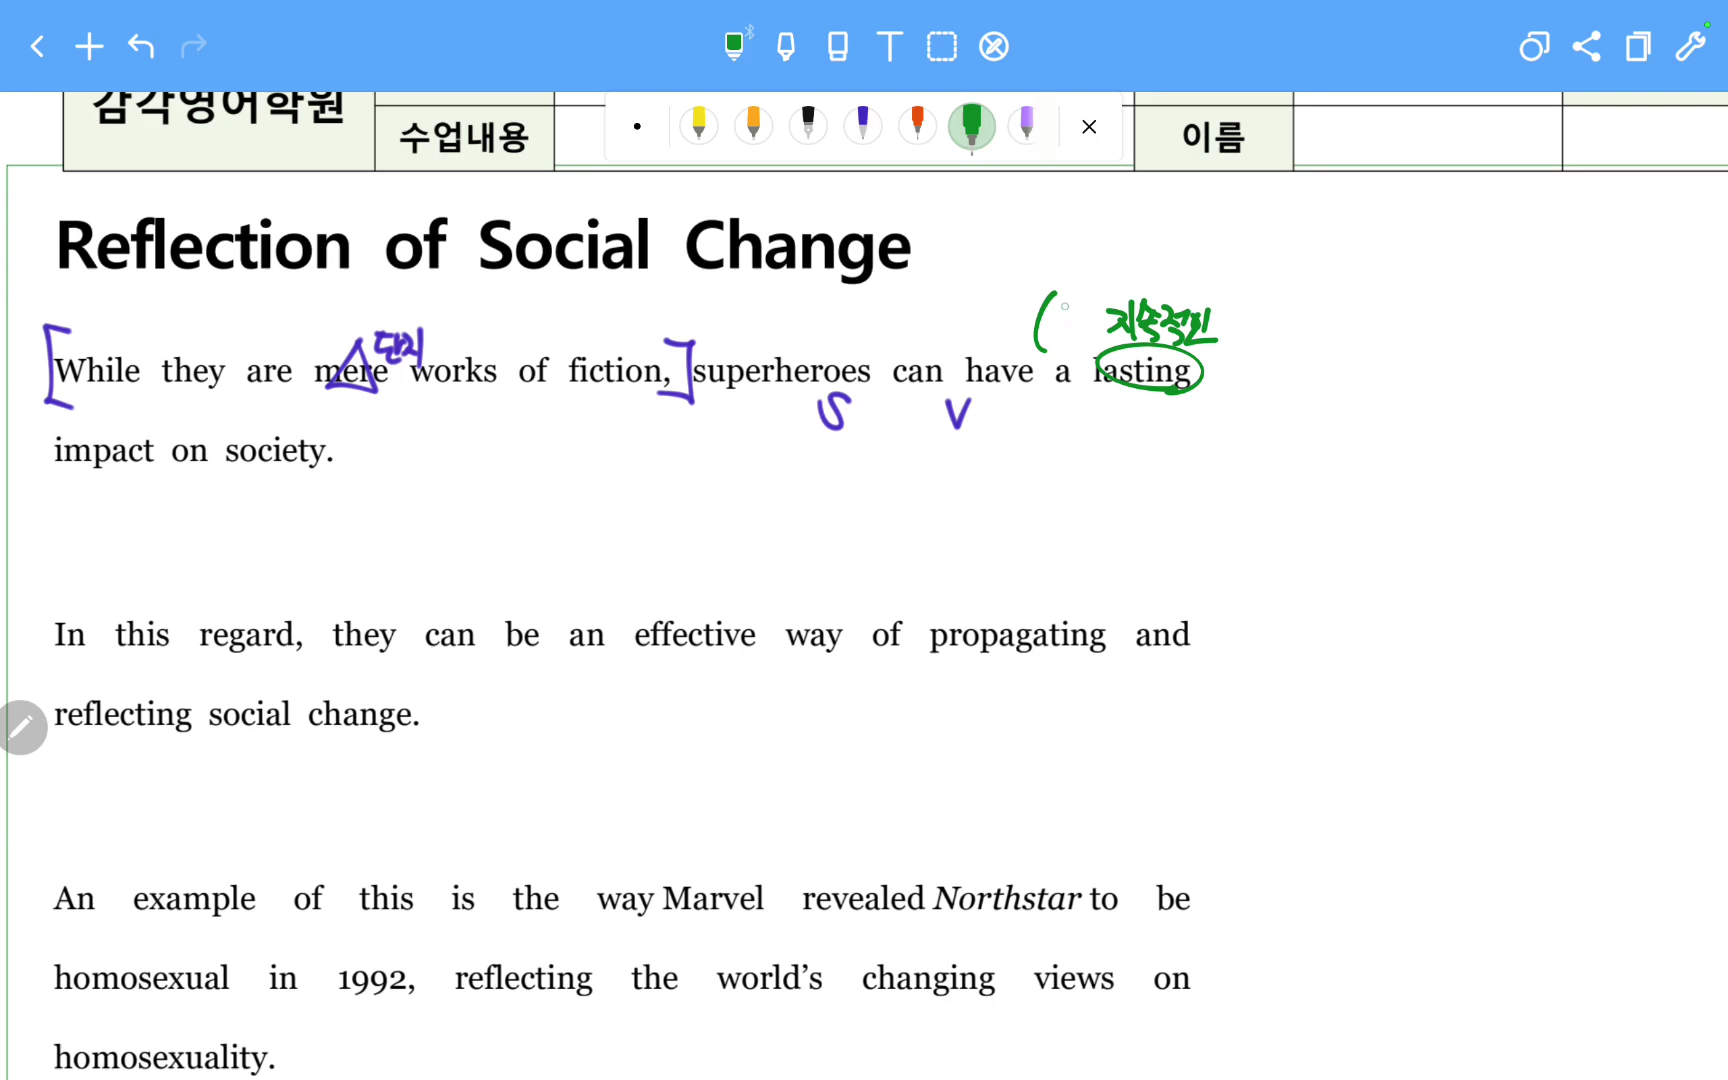 감각영어학원
수업내용
이름
Reflection of Social Change
지속적인
단지
While they are mere works of fiction, superheroes can have a lasting
S V
impact on society.
In this regard, they can be an effective way of propagating and
reflecting social change.
An example of this is the way Marvel revealed Northstar to be
homosexual in 1992, reflecting the world’s changing views on
homosexuality.